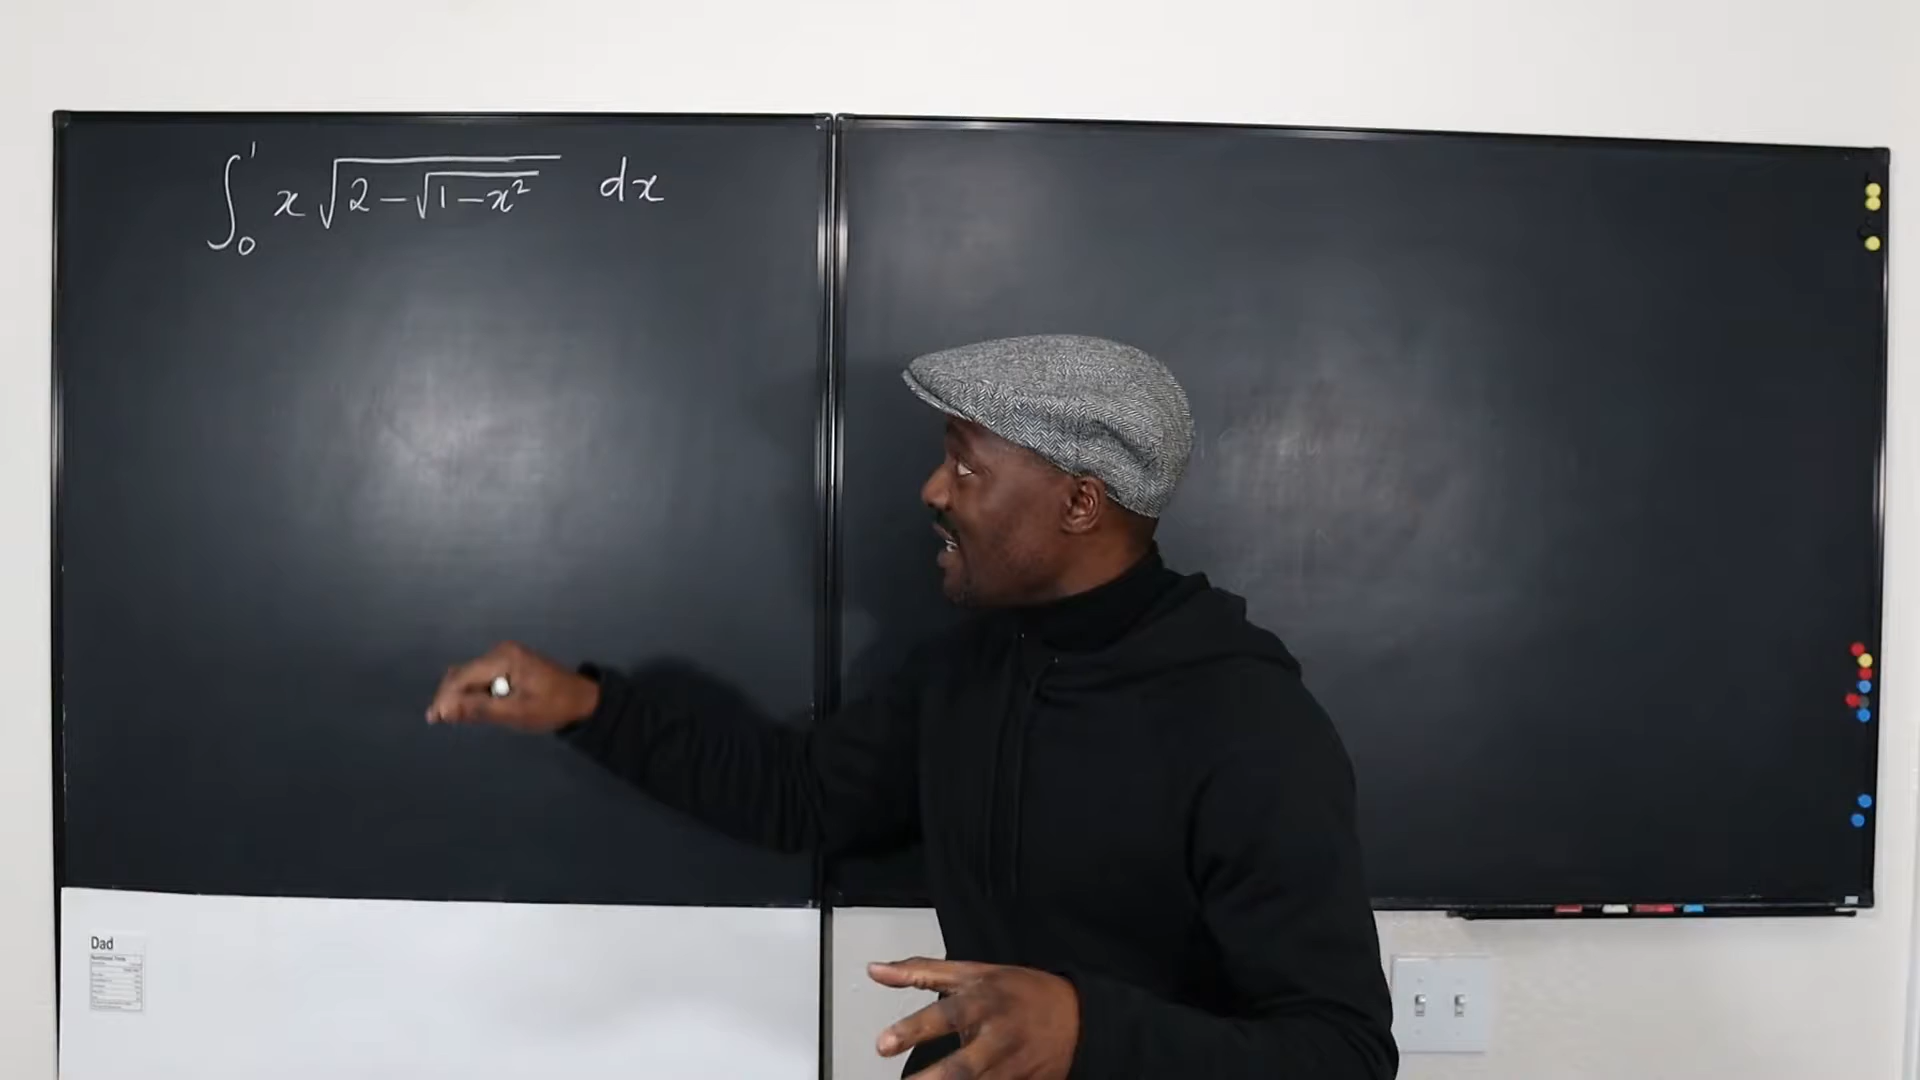 ∫₀¹ x √(2 − √(1 − x²)) dx
Dad